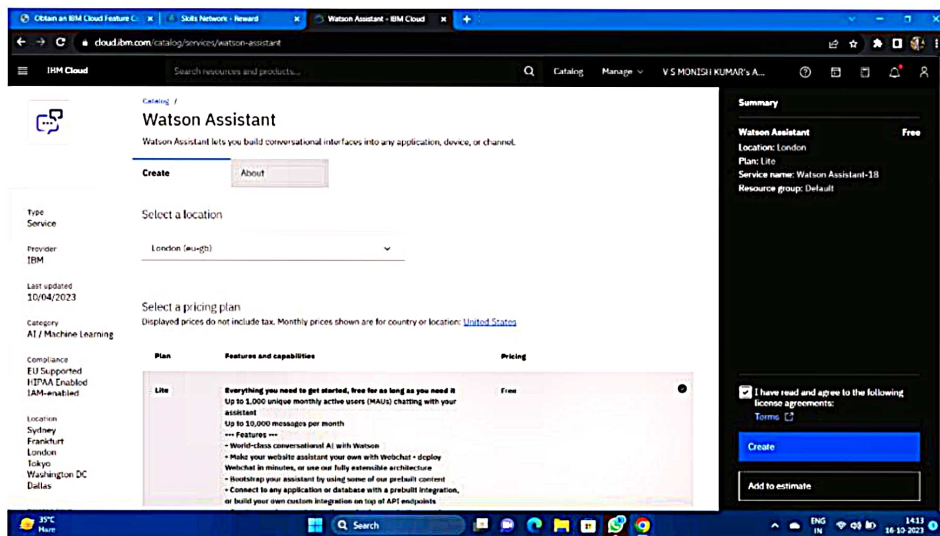 Obtain an IBM Cloud Feature C
Skills Network - Reward
Watson Assistant - IBM Cloud
cloud.ibm.com/catalog/services/watson-assistant
IBM Cloud
Search resources and products...
Catalog
Manage
V S MONISH KUMAR's A...
Catalog /
Watson Assistant
Watson Assistant lets you build conversational interfaces into any application, device, or channel.
Create
About
Type
Service
Provider
IBM
Last updated
10/04/2023
Category
AI / Machine Learning
Compliance
EU Supported
HIPAA Enabled
IAM-enabled
Location
Sydney
Frankfurt
London
Tokyo
Washington DC
Dallas
Select a location
London (eu-gb)
Select a pricing plan
Displayed prices do not include tax. Monthly prices shown are for country or location: United States
Plan
Features and capabilities
Pricing
Lite
Everything you need to get started, free for as long as you need it
Free
Up to 1,000 unique monthly active users (MAUs) chatting with your
assistant
Up to 10,000 messages per month
--- Features ---
- World-class conversational AI with Watson
- Make your website assistant your own with Webchat - deploy
Webchat in minutes, or use our fully extensible architecture
- Bootstrap your assistant by using some of our prebuilt content
- Connect to any application or database with a prebuilt integration,
or build your own custom integration on top of API endpoints
Summary
Watson Assistant
Free
Location: London
Plan: Lite
Service name: Watson Assistant-18
Resource group: Default
I have read and agree to the following
license agreements:
Terms
Create
Add to estimate
35°C
Haze
Search
ENG
IN
14:13
16-10-2023